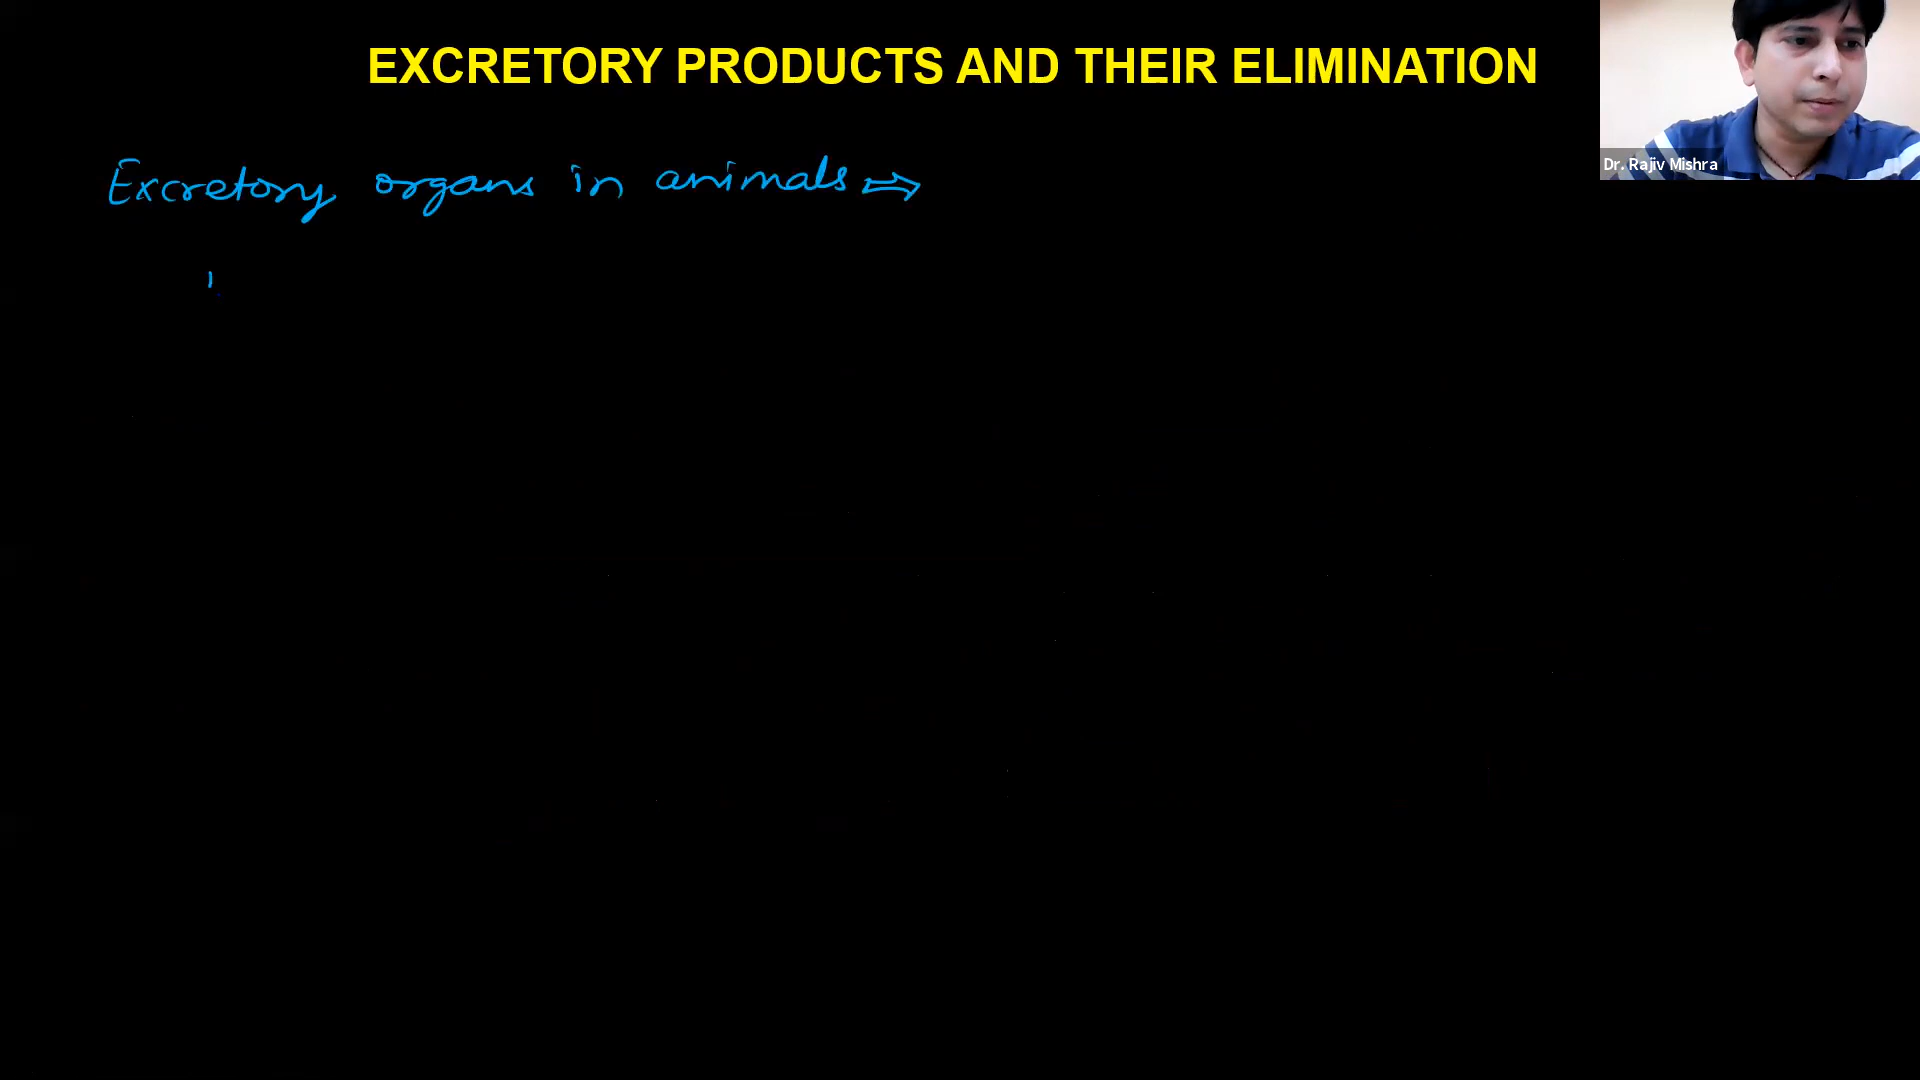 EXCRETORY PRODUCTS AND THEIR ELIMINATION
Dr. Rajiv Mishra
Excretory organs in animals ⇒